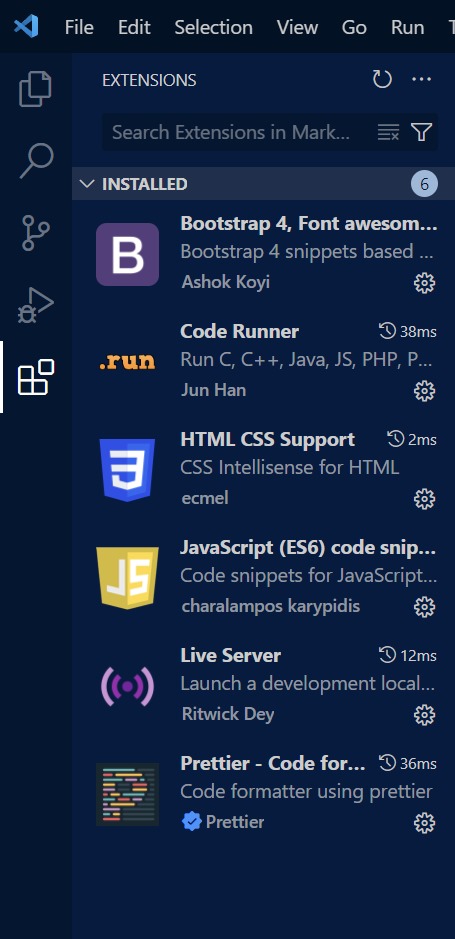 File Edit Selection View Go Run
EXTENSIONS
Search Extensions in Mark...
INSTALLED 6
B
Bootstrap 4, Font awesom...
Bootstrap 4 snippets based ...
Ashok Koyi
.run
Code Runner 38ms
Run C, C++, Java, JS, PHP, P...
Jun Han
3
HTML CSS Support 2ms
CSS Intellisense for HTML
ecmel
JS
JavaScript (ES6) code snip...
Code snippets for JavaScript...
charalampos karypidis
Live Server 12ms
Launch a development local...
Ritwick Dey
Prettier - Code for... 36ms
Code formatter using prettier
Prettier